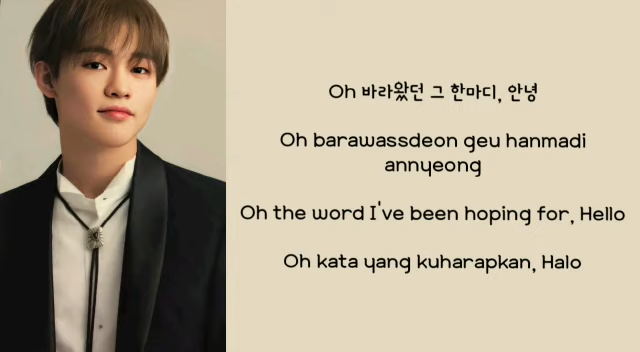 Oh 바라왔던 그 한마디, 안녕
Oh barawassdeon geu hanmadi
annyeong
Oh the word I've been hoping for, Hello
Oh kata yang kuharapkan, Halo